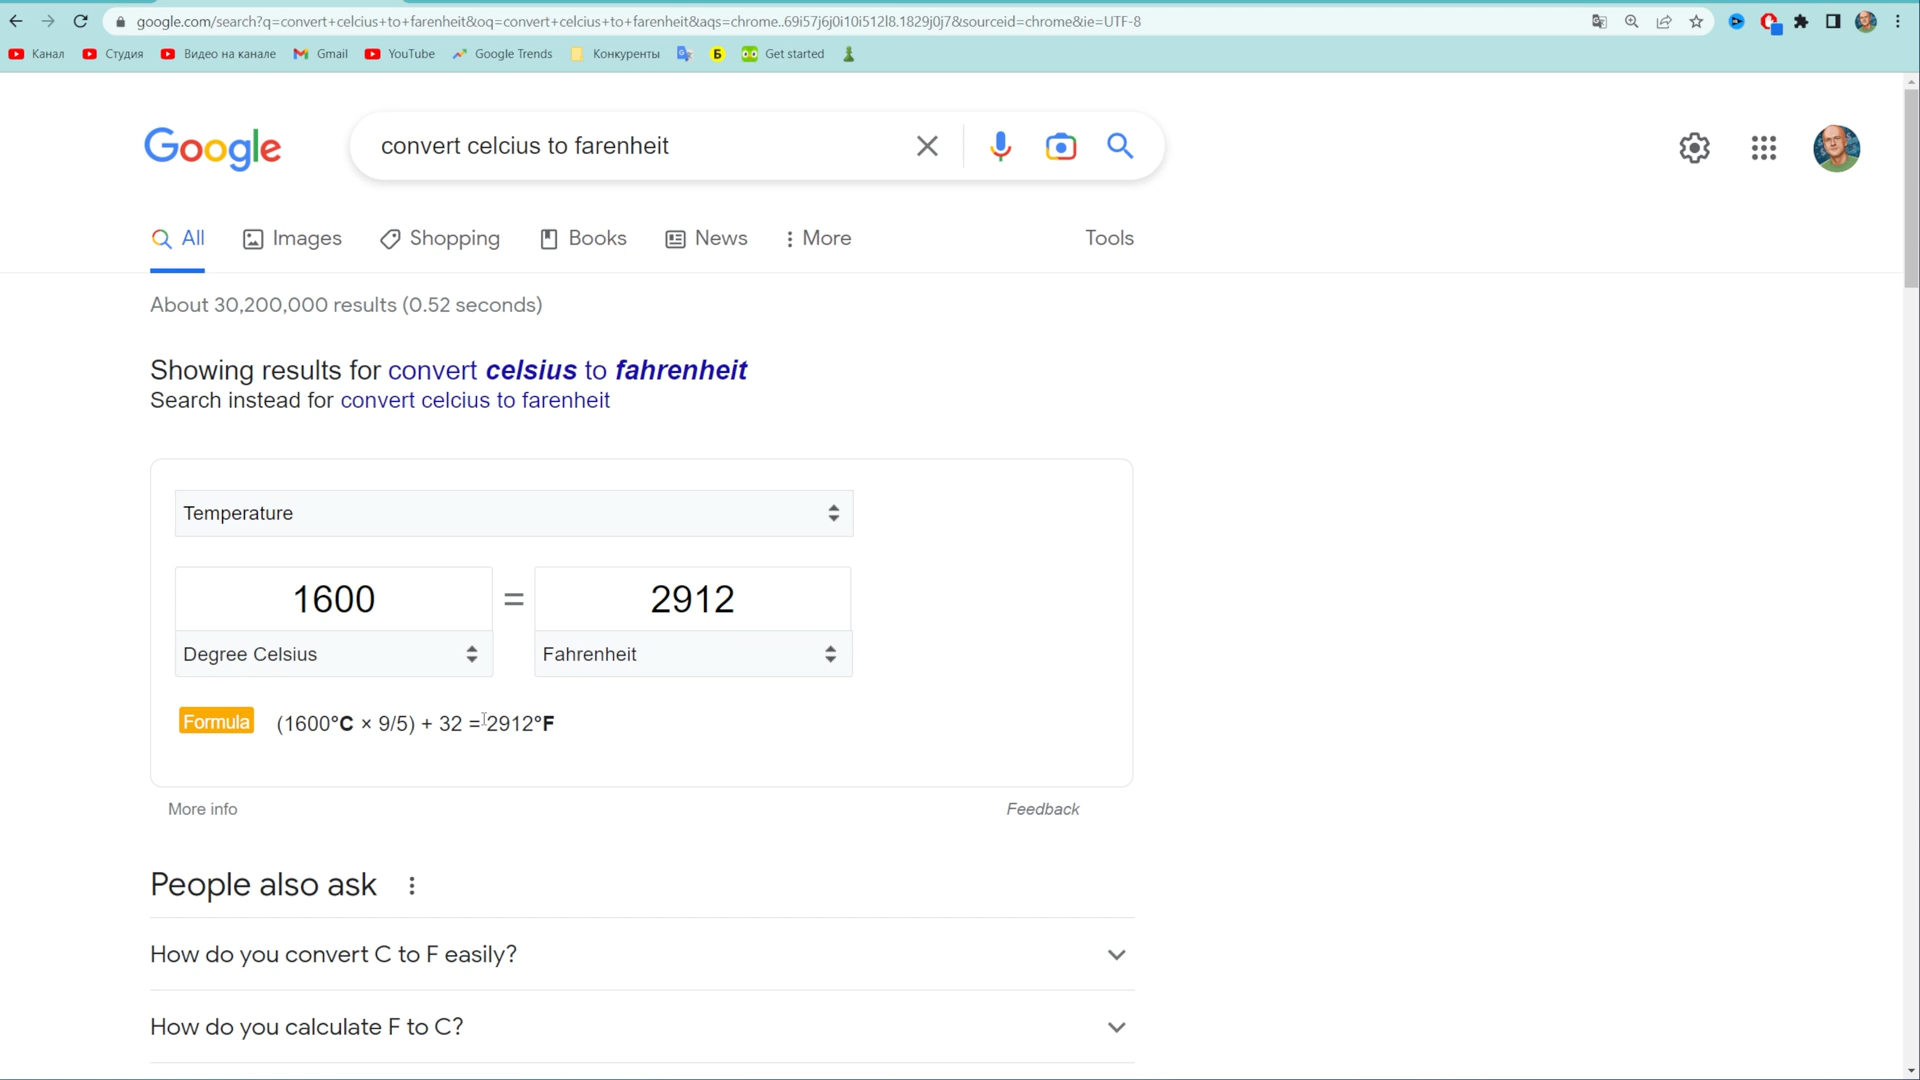 google.com/search?q=convert+celcius+to+farenheit&oq=convert+celcius+to+farenheit&aqs=chrome..69i57j6j0i10i512l8.1829j0j7&sourceid=chrome&ie=UTF-8
Канал Студия Видео на канале Gmail YouTube Google Trends Конкуренты Б Get started
Google convert celcius to farenheit
All Images Shopping Books News More Tools
About 30,200,000 results (0.52 seconds)
Showing results for convert celsius to fahrenheit
Search instead for convert celcius to farenheit
Temperature
1600 = 2912
Degree Celsius Fahrenheit
Formula (1600°C × 9/5) + 32 = 2912°F
More info Feedback
People also ask
How do you convert C to F easily?
How do you calculate F to C?